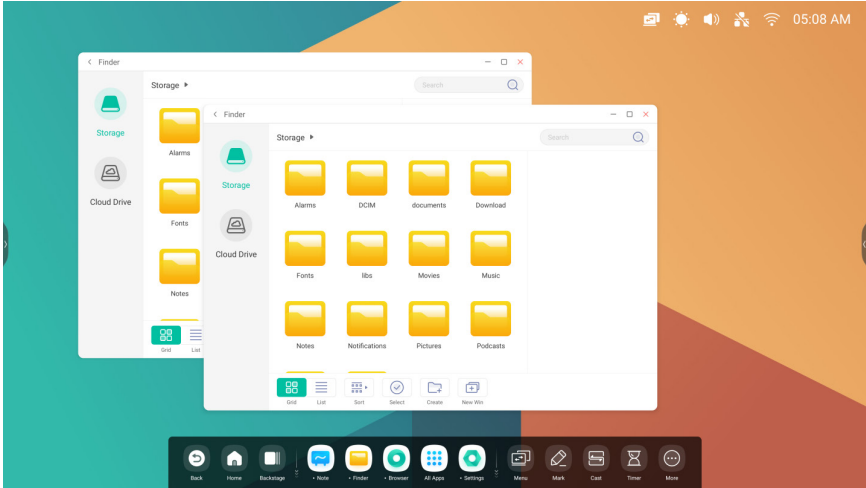 05:08 AM
Finder
Storage
Search
Storage
Cloud Drive
Alarms
Fonts
Notes
Grid List
Finder
Storage
Search
Storage
Cloud Drive
Alarms DCIM documents Download
Fonts libs Movies Music
Notes Notifications Pictures Podcasts
Grid List Sort Select Create New Win
Back Home Backstage • Note • Finder • Browser All Apps • Settings Menu Mark Cast Timer More